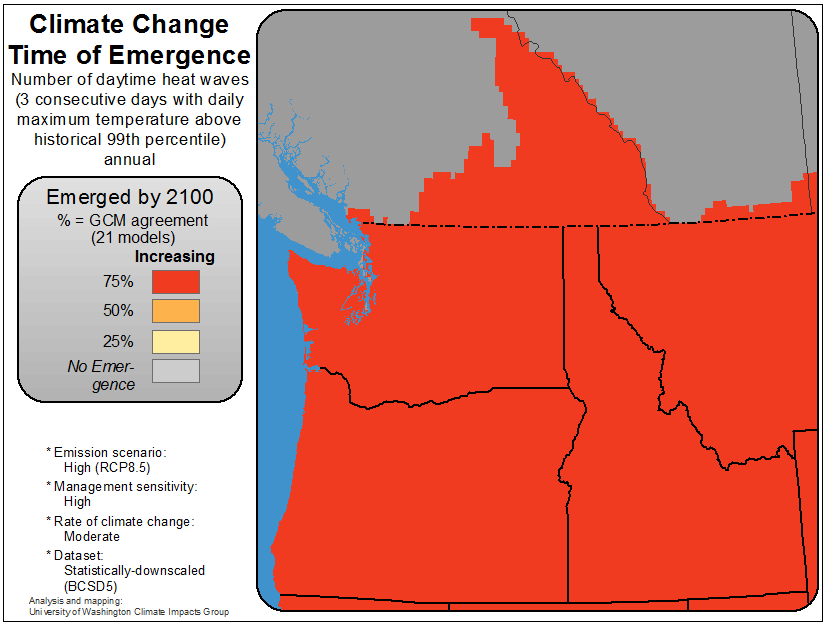 Climate Change
Time of Emergence
Number of daytime heat waves
(3 consecutive days with daily
maximum temperature above
historical 99th percentile)
annual
Emerged by 2100
% = GCM agreement
(21 models)
Increasing
75%
50%
25%
No Emer-
gence
* Emission scenario:
High (RCP8.5)
* Management sensitivity:
High
* Rate of climate change:
Moderate
* Dataset:
Statistically-downscaled
(BCSD5)
Analysis and mapping:
University of Washington Climate Impacts Group